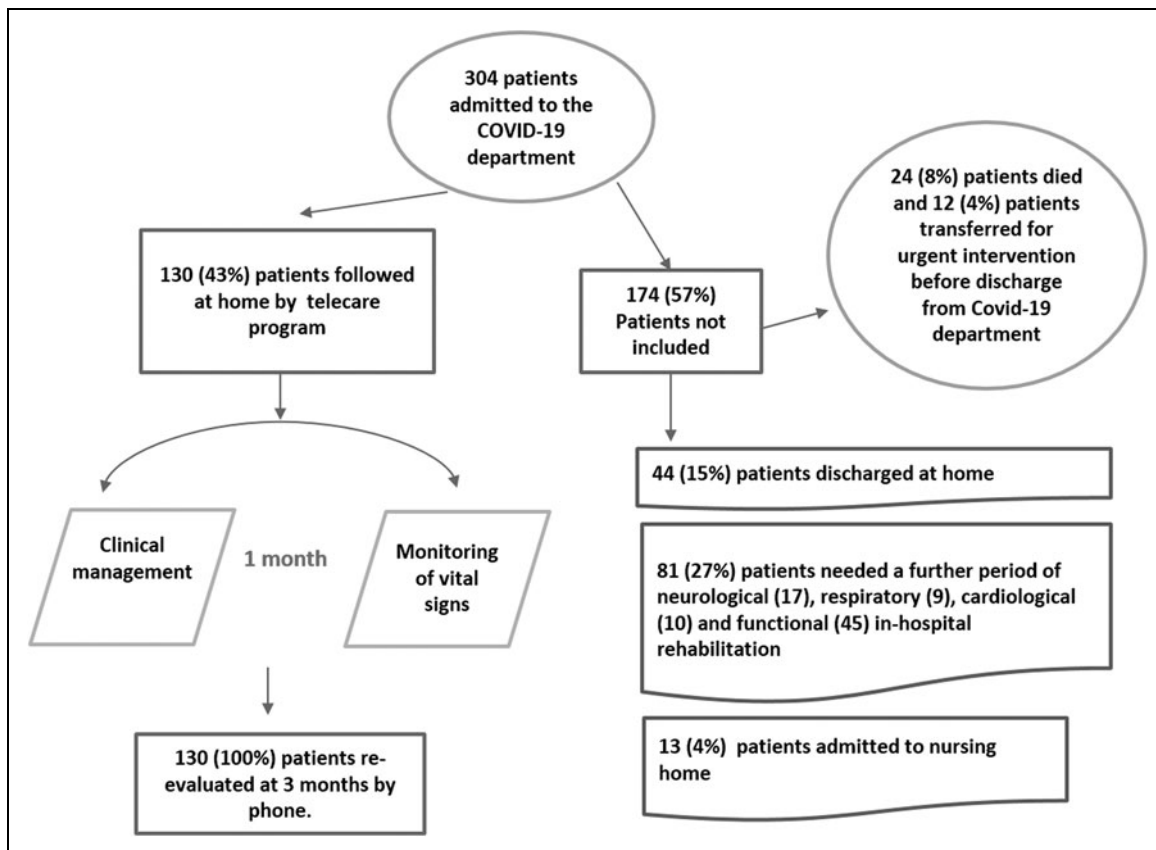 304 patients
admitted to the
COVID-19
department
24 (8%) patients died
and 12 (4%) patients
transferred for
urgent intervention
before discharge
from Covid-19
department
130 (43%) patients followed
at home by telecare
program
174 (57%)
Patients not
included
44 (15%) patients discharged at home
Clinical
management
1 month
Monitoring
of vital
signs
81 (27%) patients needed a further period of
neurological (17), respiratory (9), cardiological
(10) and functional (45) in-hospital
rehabilitation
130 (100%) patients re-
evaluated at 3 months by
phone.
13 (4%) patients admitted to nursing
home